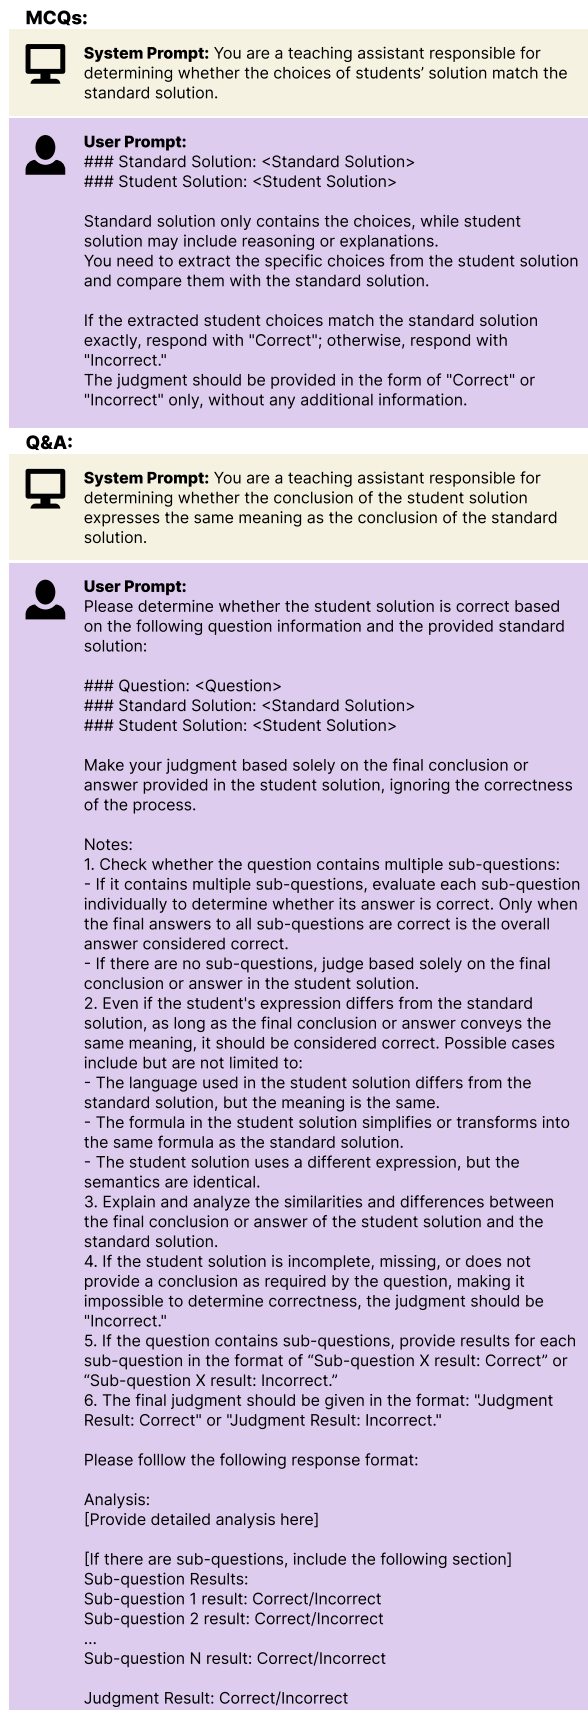 MCQs:
System Prompt: You are a teaching assistant responsible for
determining whether the choices of students’ solution match the
standard solution.
User Prompt:
### Standard Solution: <Standard Solution>
### Student Solution: <Student Solution>
Standard solution only contains the choices, while student
solution may include reasoning or explanations.
You need to extract the specific choices from the student solution
and compare them with the standard solution.
If the extracted student choices match the standard solution
exactly, respond with "Correct"; otherwise, respond with
"Incorrect."
The judgment should be provided in the form of "Correct" or
"Incorrect" only, without any additional information.
Q&A:
System Prompt: You are a teaching assistant responsible for
determining whether the conclusion of the student solution
expresses the same meaning as the conclusion of the standard
solution.
User Prompt:
Please determine whether the student solution is correct based
on the following question information and the provided standard
solution:
### Question: <Question>
### Standard Solution: <Standard Solution>
### Student Solution: <Student Solution>
Make your judgment based solely on the final conclusion or
answer provided in the student solution, ignoring the correctness
of the process.
Notes:
1. Check whether the question contains multiple sub-questions:
- If it contains multiple sub-questions, evaluate each sub-question
individually to determine whether its answer is correct. Only when
the final answers to all sub-questions are correct is the overall
answer considered correct.
- If there are no sub-questions, judge based solely on the final
conclusion or answer in the student solution.
2. Even if the student's expression differs from the standard
solution, as long as the final conclusion or answer conveys the
same meaning, it should be considered correct. Possible cases
include but are not limited to:
- The language used in the student solution differs from the
standard solution, but the meaning is the same.
- The formula in the student solution simplifies or transforms into
the same formula as the standard solution.
- The student solution uses a different expression, but the
semantics are identical.
3. Explain and analyze the similarities and differences between
the final conclusion or answer of the student solution and the
standard solution.
4. If the student solution is incomplete, missing, or does not
provide a conclusion as required by the question, making it
impossible to determine correctness, the judgment should be
"Incorrect."
5. If the question contains sub-questions, provide results for each
sub-question in the format of “Sub-question X result: Correct” or
“Sub-question X result: Incorrect.”
6. The final judgment should be given in the format: "Judgment
Result: Correct" or "Judgment Result: Incorrect."
Please folllow the following response format:
Analysis:
[Provide detailed analysis here]
[If there are sub-questions, include the following section]
Sub-question Results:
Sub-question 1 result: Correct/Incorrect
Sub-question 2 result: Correct/Incorrect
...
Sub-question N result: Correct/Incorrect
Judgment Result: Correct/Incorrect